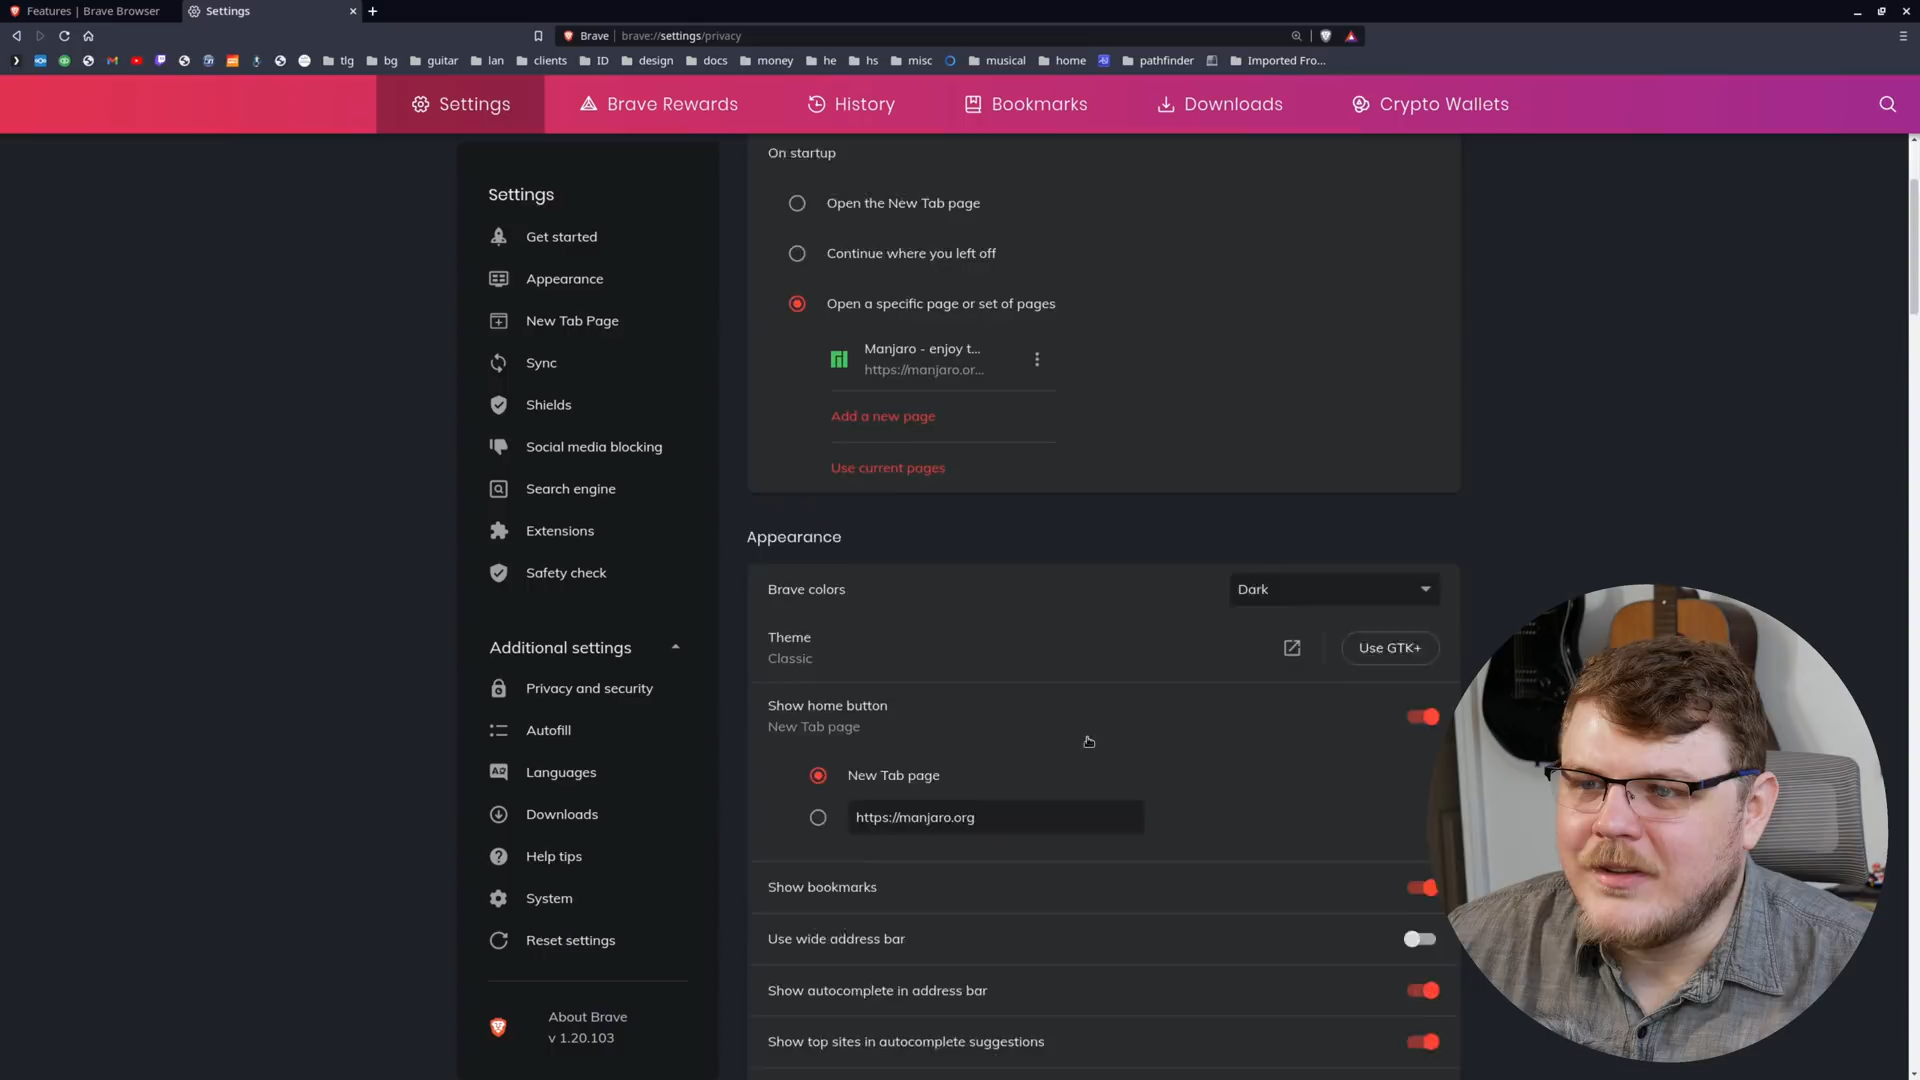 Features | Brave Browser
Settings
Brave
brave://settings/privacy
tlg
bg
guitar
lan
clients
ID
design
docs
money
he
hs
misc
musical
home
pathfinder
Imported Fro...
Settings
Brave Rewards
History
Bookmarks
Downloads
Crypto Wallets
Settings
Get started
Appearance
New Tab Page
Sync
Shields
Social media blocking
Search engine
Extensions
Safety check
Additional settings
Privacy and security
Autofill
Languages
Downloads
Help tips
System
Reset settings
About Brave
v 1.20.103
On startup
Open the New Tab page
Continue where you left off
Open a specific page or set of pages
Manjaro - enjoy t...
https://manjaro.or...
Add a new page
Use current pages
Appearance
Brave colors
Dark
Theme
Classic
Use GTK+
Show home button
New Tab page
New Tab page
https://manjaro.org
Show bookmarks
Use wide address bar
Show autocomplete in address bar
Show top sites in autocomplete suggestions